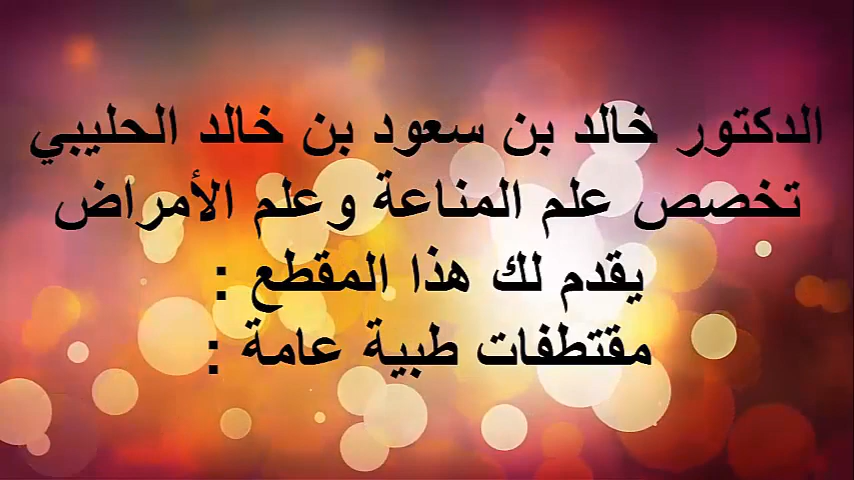 الدكتور خالد بن سعود بن خالد الحليبي
تخصص علم المناعة وعلم الأمراض
يقدم لك هذا المقطع :
مقتطفات طبية عامة :